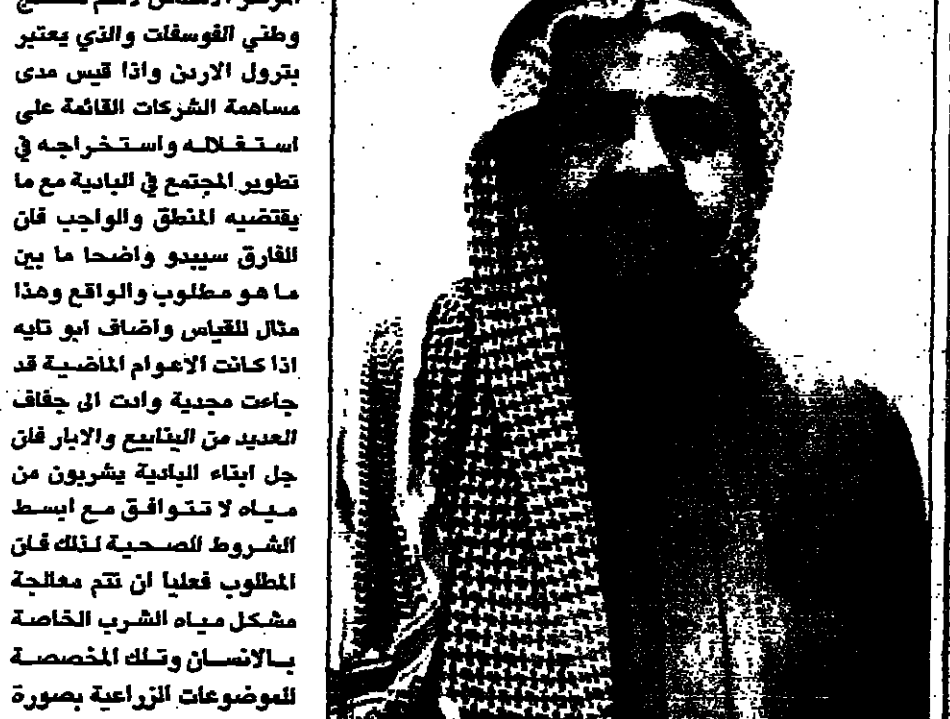 وطني الفوسفات والذي يعتبر
بترول الاردن واذا قيس مدى
مساهمة الشركات القائمة على
استغلاله واستخراجه في
تطوير المجتمع في البادية مع ما
يقتضيه المنطق والواجب فان
الفارق سيبدو واضحا ما بين
ما هو مطلوب والواقع وهذا
مثال للقياس واضاف ابو تايه
اذا كانت الاعوام الماضية قد
جاءت مجدبة وادت الى جفاف
العديد من الينابيع والابار فان
جل ابناء البادية يشربون من
مياه لا تتوافق مع ابسط
الشروط الصحية لذلك فان
المطلوب فعليا ان تتم معالجة
مشكل مياه الشرب الخاصة
بالانسان وتلك المخصصة
للموضوعات الزراعية بصورة